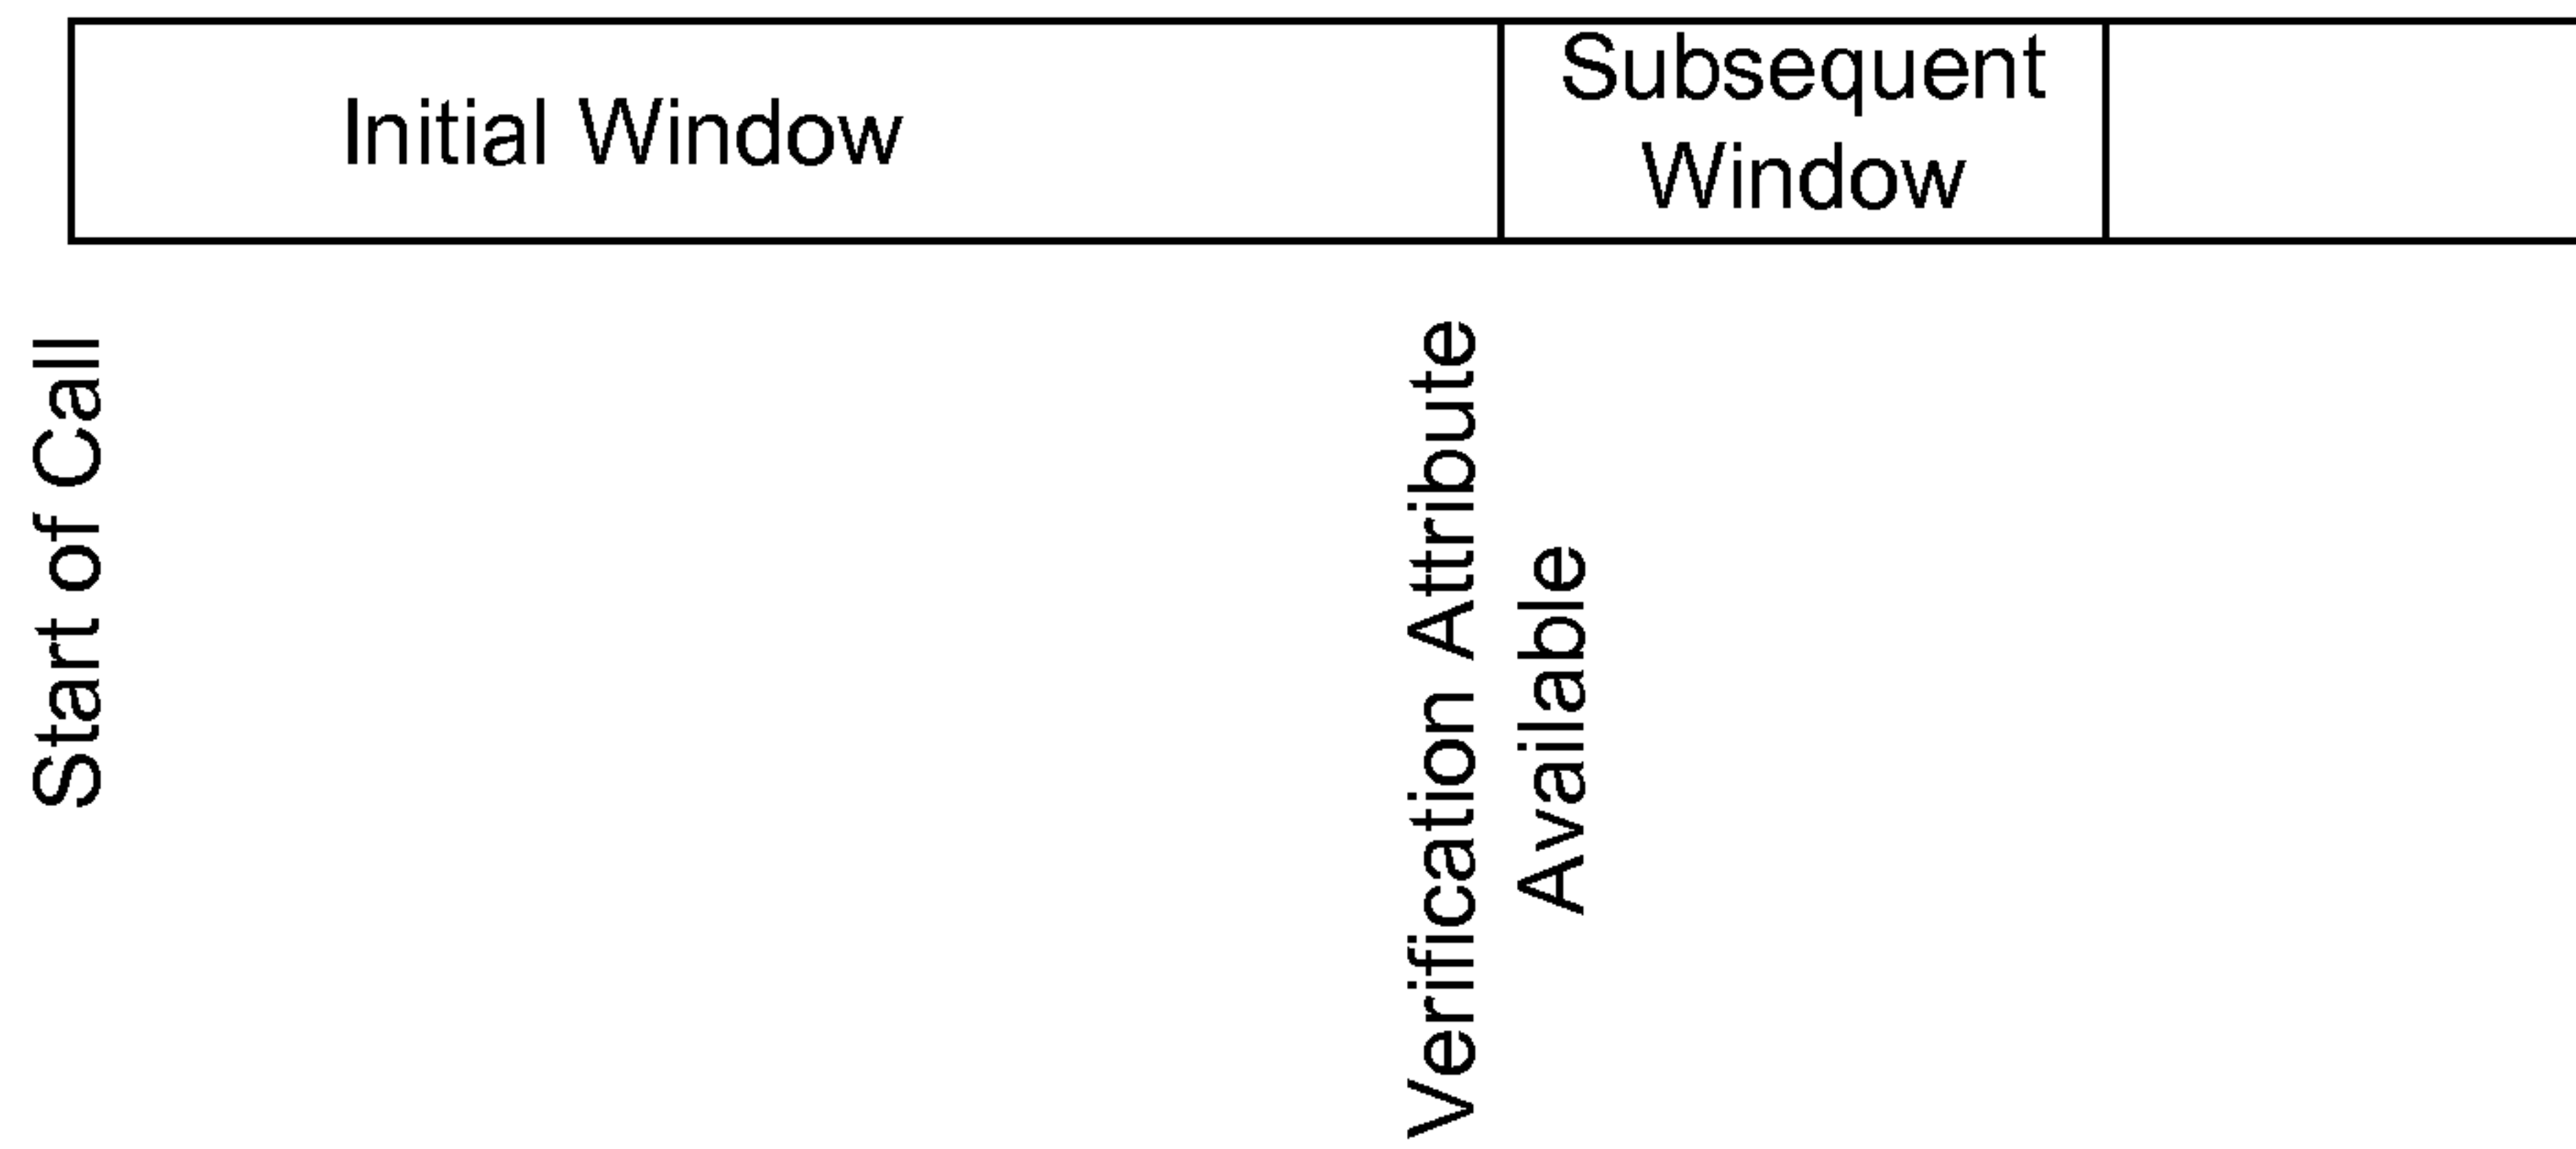 Initial Window
Subsequent
Window
Start of Call
Verification Attribute
Available